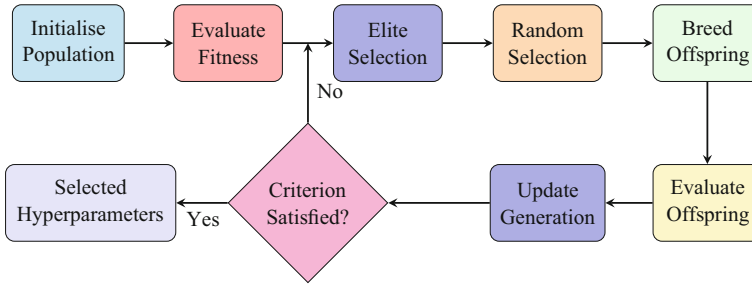 Initialise
Population
Evaluate
Fitness
Elite
Selection
Random
Selection
Breed
Offspring
No
Selected
Hyperparameters
Yes
Criterion
Satisfied?
Update
Generation
Evaluate
Offspring